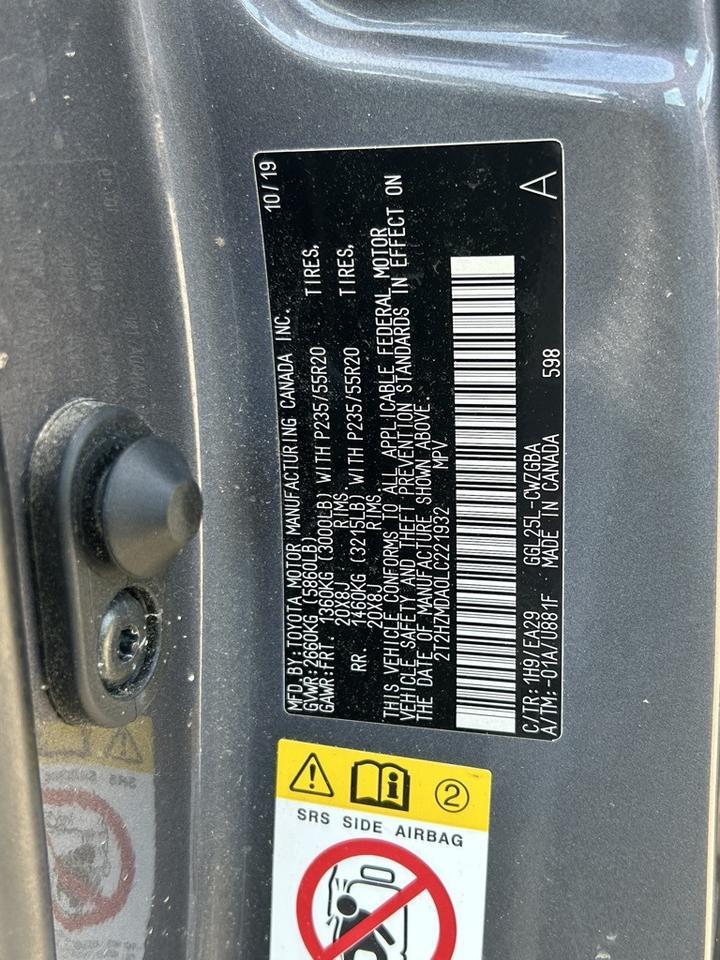 10/19
MFD.BY:TOYOTA MOTOR MANUFACTURING CANADA INC.
GVWR:2660KG (5860LB)
GAWR:FRT. 1360KG (3000LB) WITH P235/55R20 TIRES,
20X8J RIMS
RR. 1460KG (3215LB) WITH P235/55R20 TIRES,
20X8J RIMS
THIS VEHICLE CONFORMS TO ALL APPLICABLE FEDERAL MOTOR
VEHICLE SAFETY AND THEFT PREVENTION STANDARDS IN EFFECT ON
THE DATE OF MANUFACTURE SHOWN ABOVE.
2T2HZMDA0LC221932 MPV
C/TR:1H9/EA29 GGL25L-CWZGBA
A/TM:-01A/U881F MADE IN CANADA 598
A
i 2
SRS SIDE AIRBAG